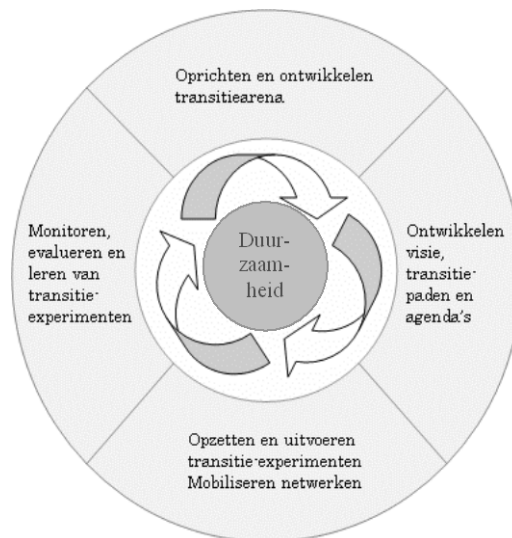 Oprichten en ontwikkelen
transitiearena
Ontwikkelen
visie,
transitie-
paden en
agenda's
Opzetten en uitvoeren
transitie-experimenten
Mobiliseren netwerken
Monitoren,
evalueren en
leren van
transitie-
experimenten
Duur-
zaam-
heid